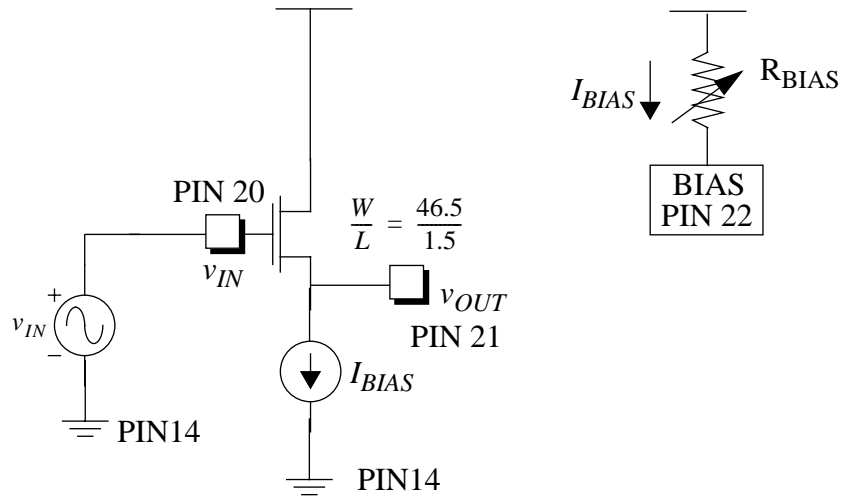 I_BIAS
R_BIAS
BIAS
PIN 22
PIN 20
W/L = 46.5/1.5
v_IN
v_OUT
PIN 21
+
v_IN
−
I_BIAS
PIN14
PIN14